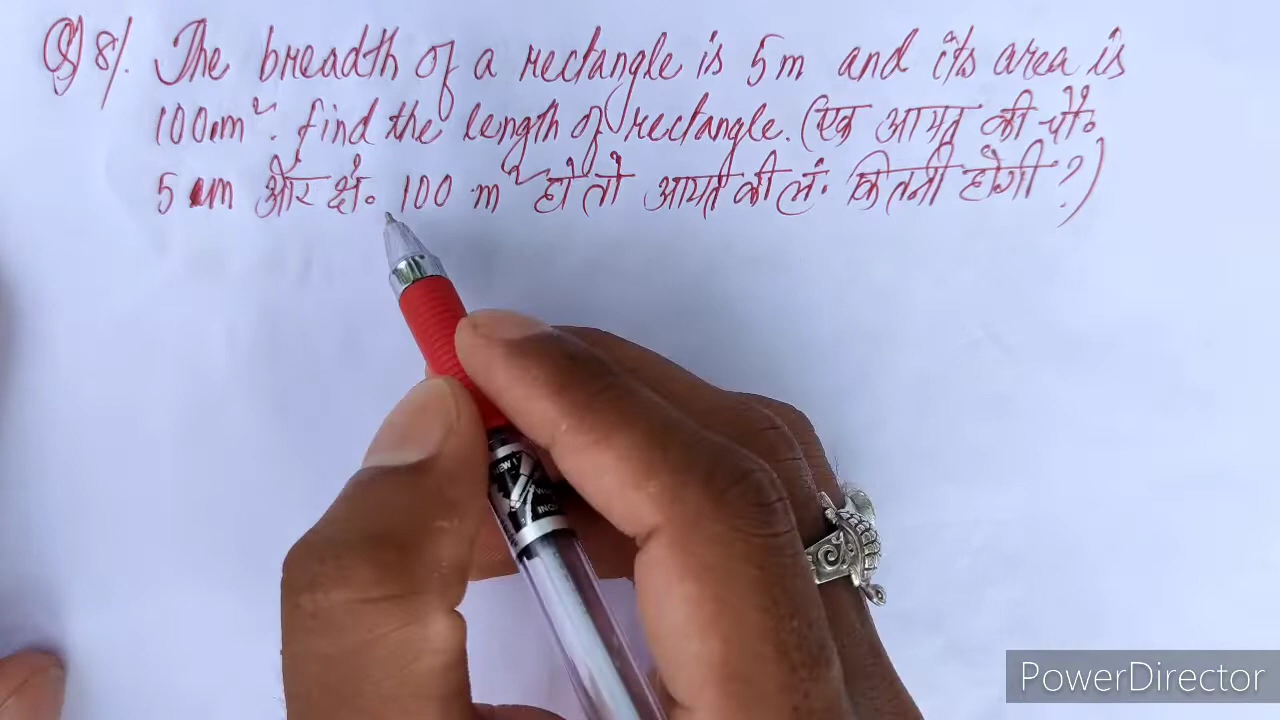 Q) 8/. The breadth of a rectangle is 5m and its area is
100m². find the length of rectangle. (एक आयत की चौ॰
5 m और क्षे॰ 100 m² हो तो आयत की लं॰ कितनी होगी ?)
PowerDirector